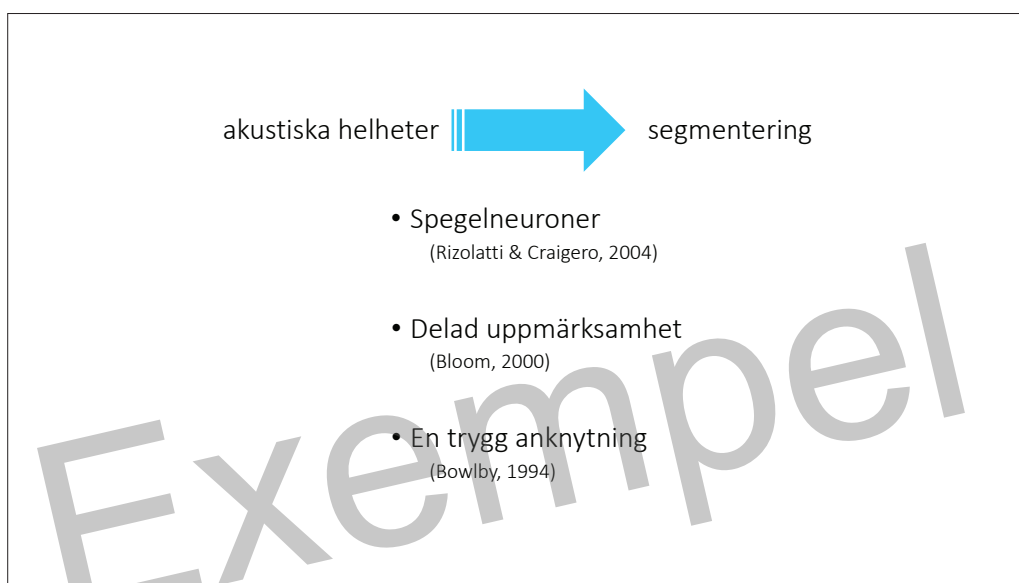 akustiska helheter segmentering
• Spegelneuroner
(Rizolatti & Craigero, 2004)
• Delad uppmärksamhet
(Bloom, 2000)
• En trygg anknytning
(Bowlby, 1994)
Exempel